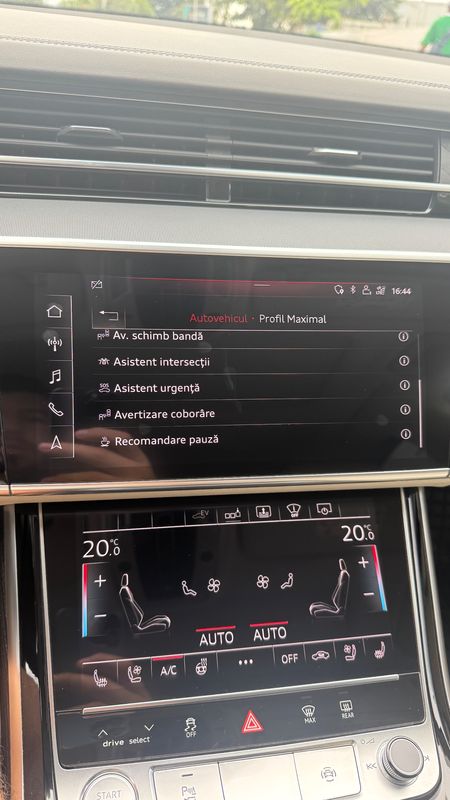 16:44
Autovehicul · Profil Maximal
Av. schimb bandă
Asistent intersecții
SOS Asistent urgență
Avertizare coborâre
Recomandare pauză
EV
20.0 °C
20.0 °C
+ +
− −
AUTO AUTO
A/C ••• OFF
drive select OFF MAX REAR
START